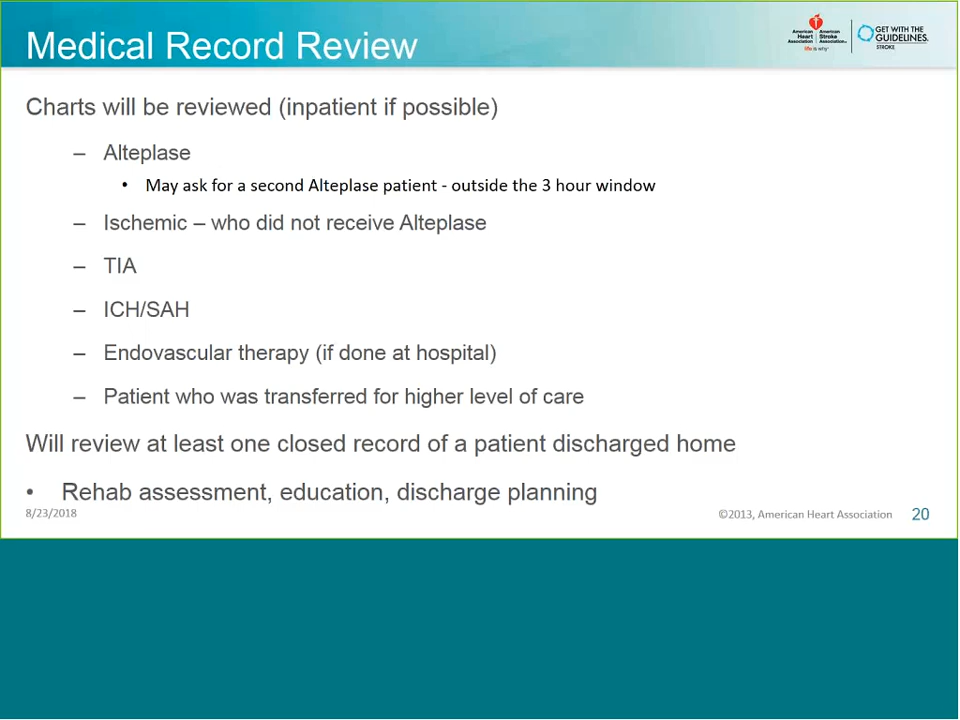 Medical Record Review
American Heart Association.
American Stroke Association.
life is why
GET WITH THE
GUIDELINES.
STROKE
Charts will be reviewed (inpatient if possible)
– Alteplase
• May ask for a second Alteplase patient - outside the 3 hour window
– Ischemic – who did not receive Alteplase
– TIA
– ICH/SAH
– Endovascular therapy (if done at hospital)
– Patient who was transferred for higher level of care
Will review at least one closed record of a patient discharged home
• Rehab assessment, education, discharge planning
8/23/2018
©2013, American Heart Association
20